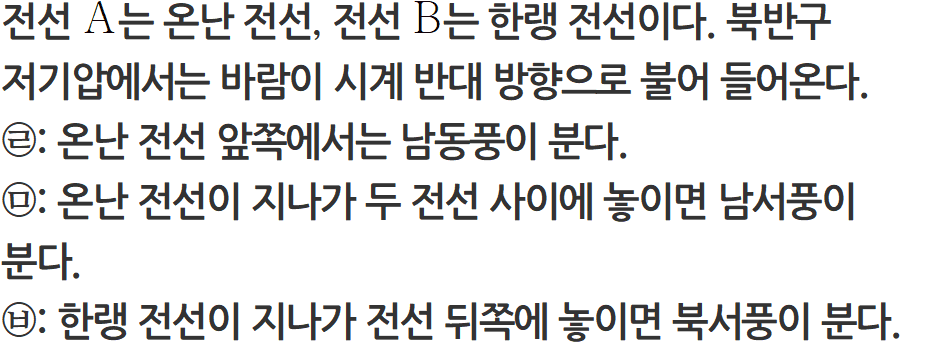 전선 A는 온난 전선, 전선 B는 한랭 전선이다. 북반구
저기압에서는 바람이 시계 반대 방향으로 불어 들어온다.
㉣: 온난 전선 앞쪽에서는 남동풍이 분다.
㉤: 온난 전선이 지나가 두 전선 사이에 놓이면 남서풍이
분다.
㉥: 한랭 전선이 지나가 전선 뒤쪽에 놓이면 북서풍이 분다.